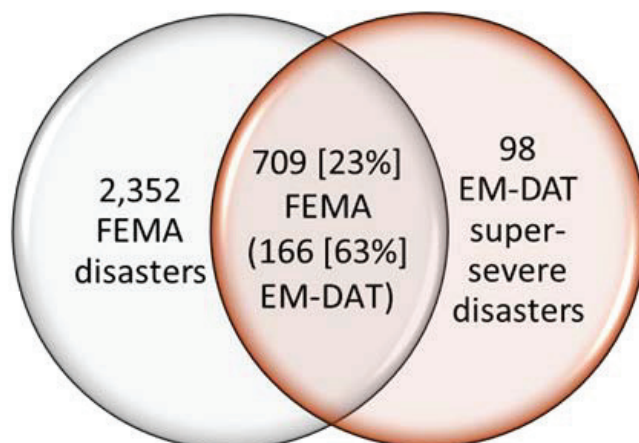 2,352
FEMA
disasters
709 [23%]
FEMA
(166 [63%]
EM-DAT)
98
EM-DAT
super-
severe
disasters